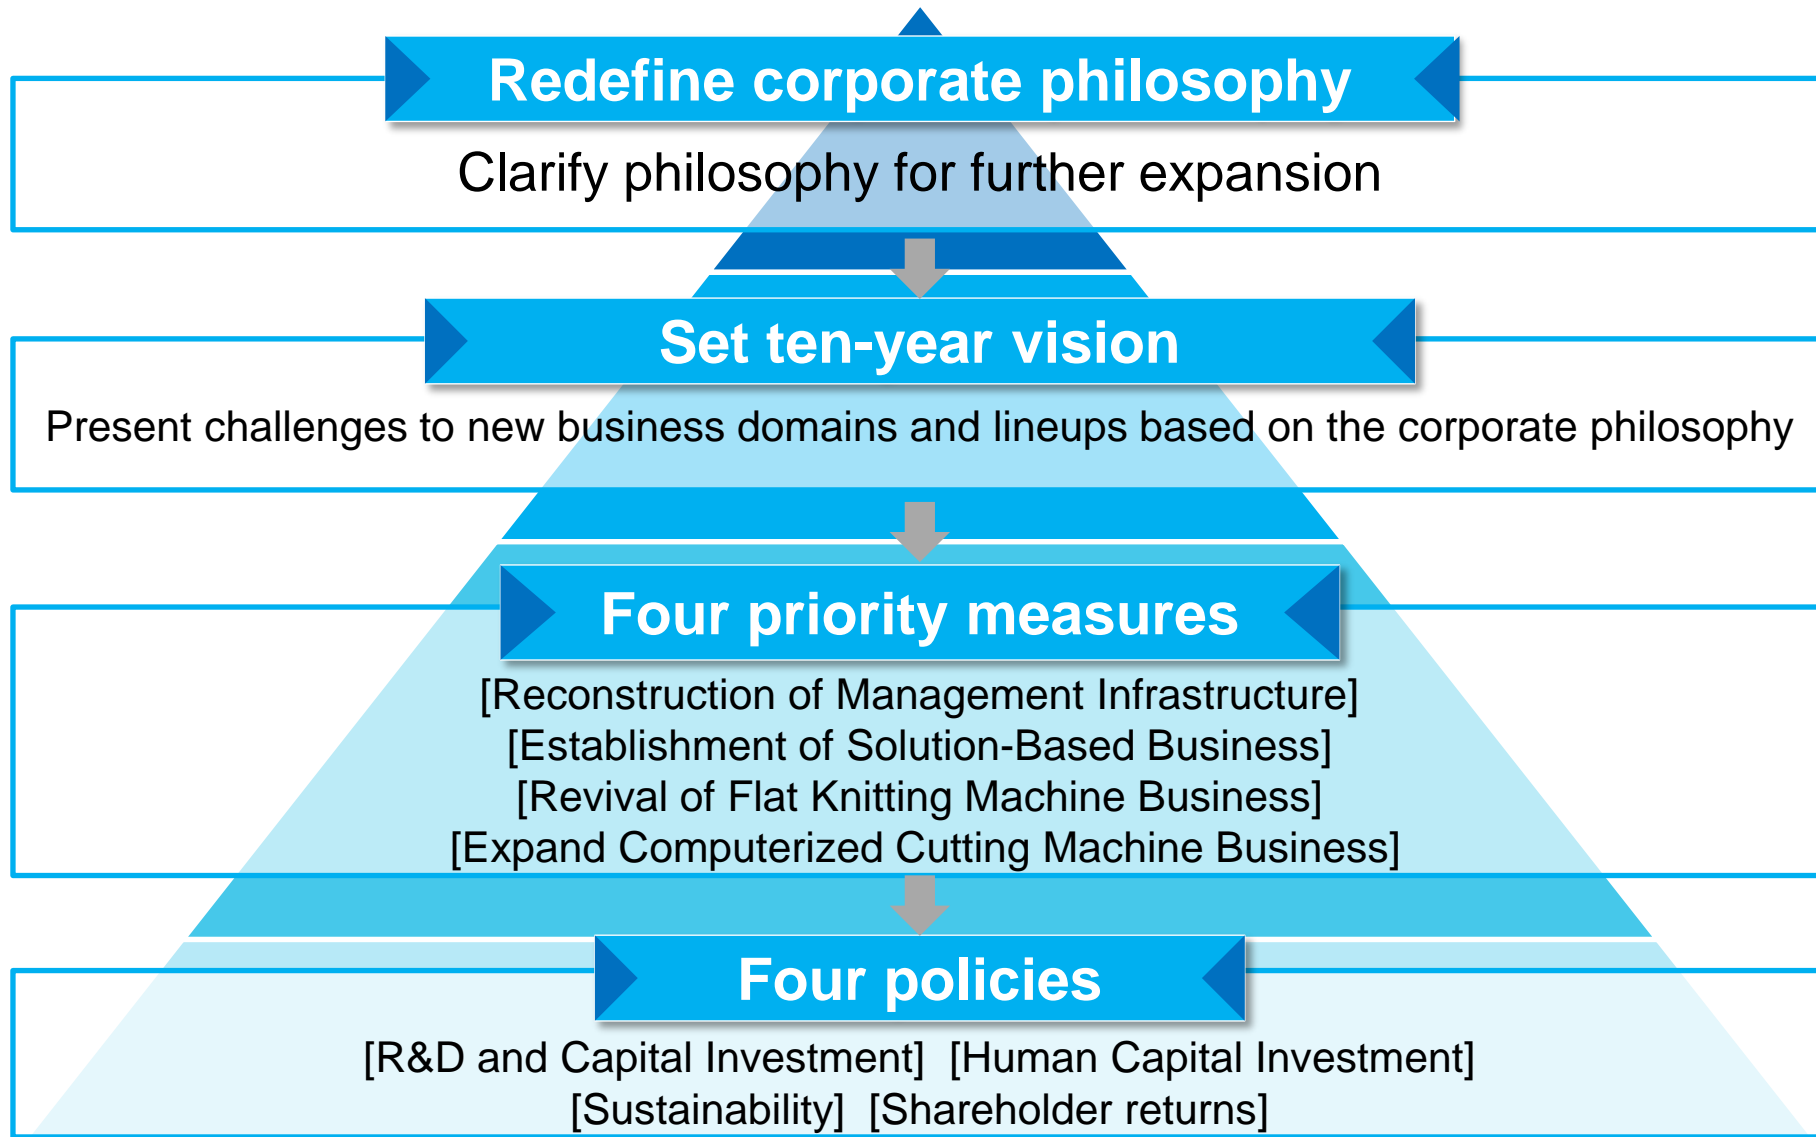 Redefine corporate philosophy
Clarify philosophy for further expansion
Set ten-year vision
Present challenges to new business domains and lineups based on the corporate philosophy
Four priority measures
[Reconstruction of Management Infrastructure]
[Establishment of Solution-Based Business]
[Revival of Flat Knitting Machine Business]
[Expand Computerized Cutting Machine Business]
Four policies
[R&D and Capital Investment] [Human Capital Investment]
[Sustainability] [Shareholder returns]